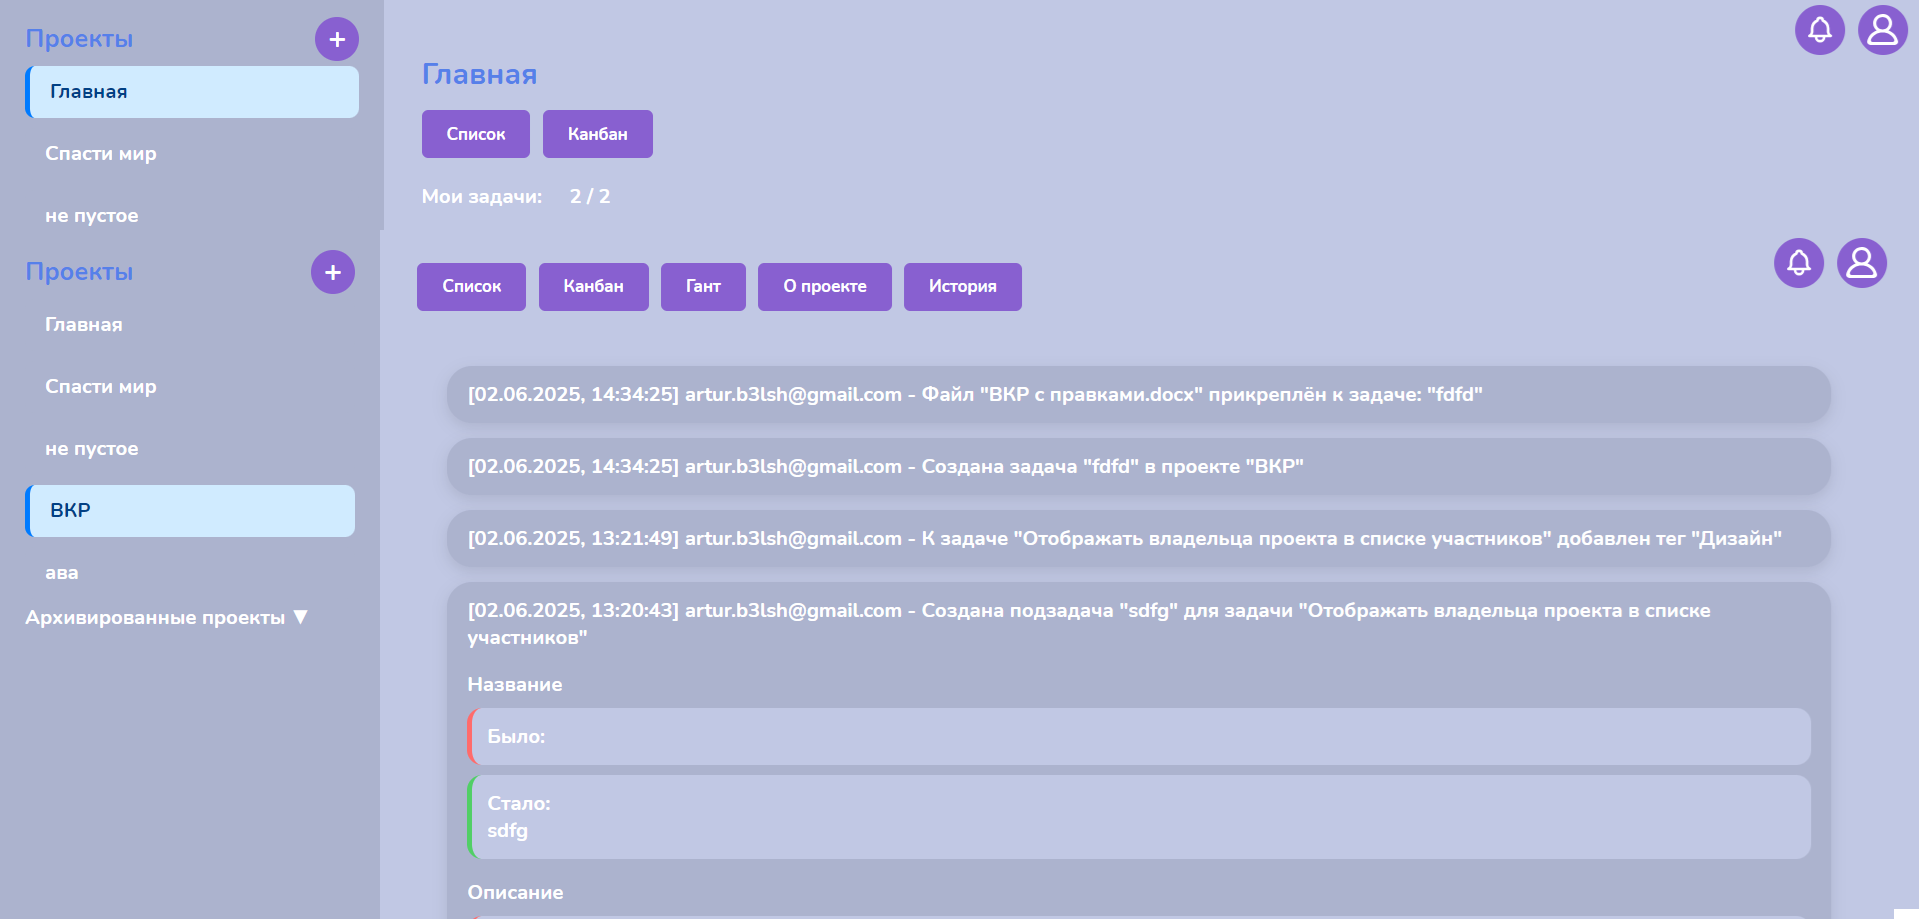 Проекты
+
Главная
Спасти мир
не пустое
Главная
Список
Канбан
Мои задачи: 2 / 2
Проекты
+
Главная
Спасти мир
не пустое
ВКР
ава
Архивированные проекты ▼
Список
Канбан
Гант
О проекте
История
[02.06.2025, 14:34:25] artur.b3lsh@gmail.com - Файл "ВКР с правками.docx" прикреплён к задаче: "fdfd"
[02.06.2025, 14:34:25] artur.b3lsh@gmail.com - Создана задача "fdfd" в проекте "ВКР"
[02.06.2025, 13:21:49] artur.b3lsh@gmail.com - К задаче "Отображать владельца проекта в списке участников" добавлен тег "Дизайн"
[02.06.2025, 13:20:43] artur.b3lsh@gmail.com - Создана подзадача "sdfg" для задачи "Отображать владельца проекта в списке
участников"
Название
Было:
Стало:
sdfg
Описание